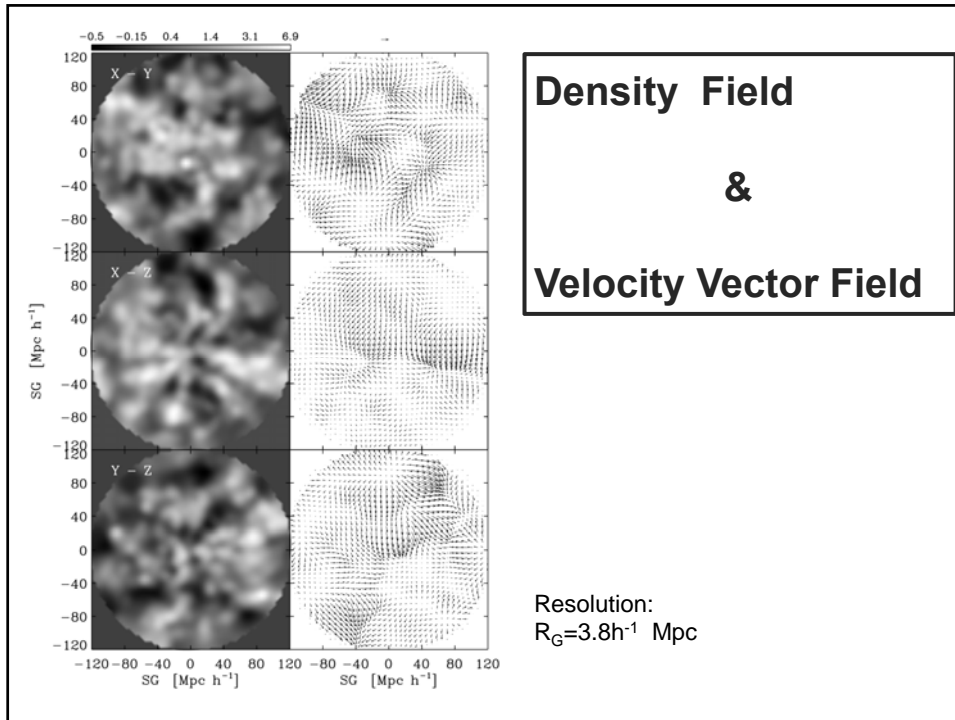 −0.5 −0.15 0.4 1.4 3.1 6.9
X − Y
120
80
40
0
−40
−80
−120
X − Z
120
80
40
0
−40
−80
−120
Y − Z
120
80
40
0
−40
−80
−120
SG [Mpc h⁻¹]
−120 −80 −40 0 40 80 120 −80 −40 0 40 80 120
SG [Mpc h⁻¹] SG [Mpc h⁻¹]
Density Field
&
Velocity Vector Field
Resolution:
R_G=3.8h⁻¹ Mpc